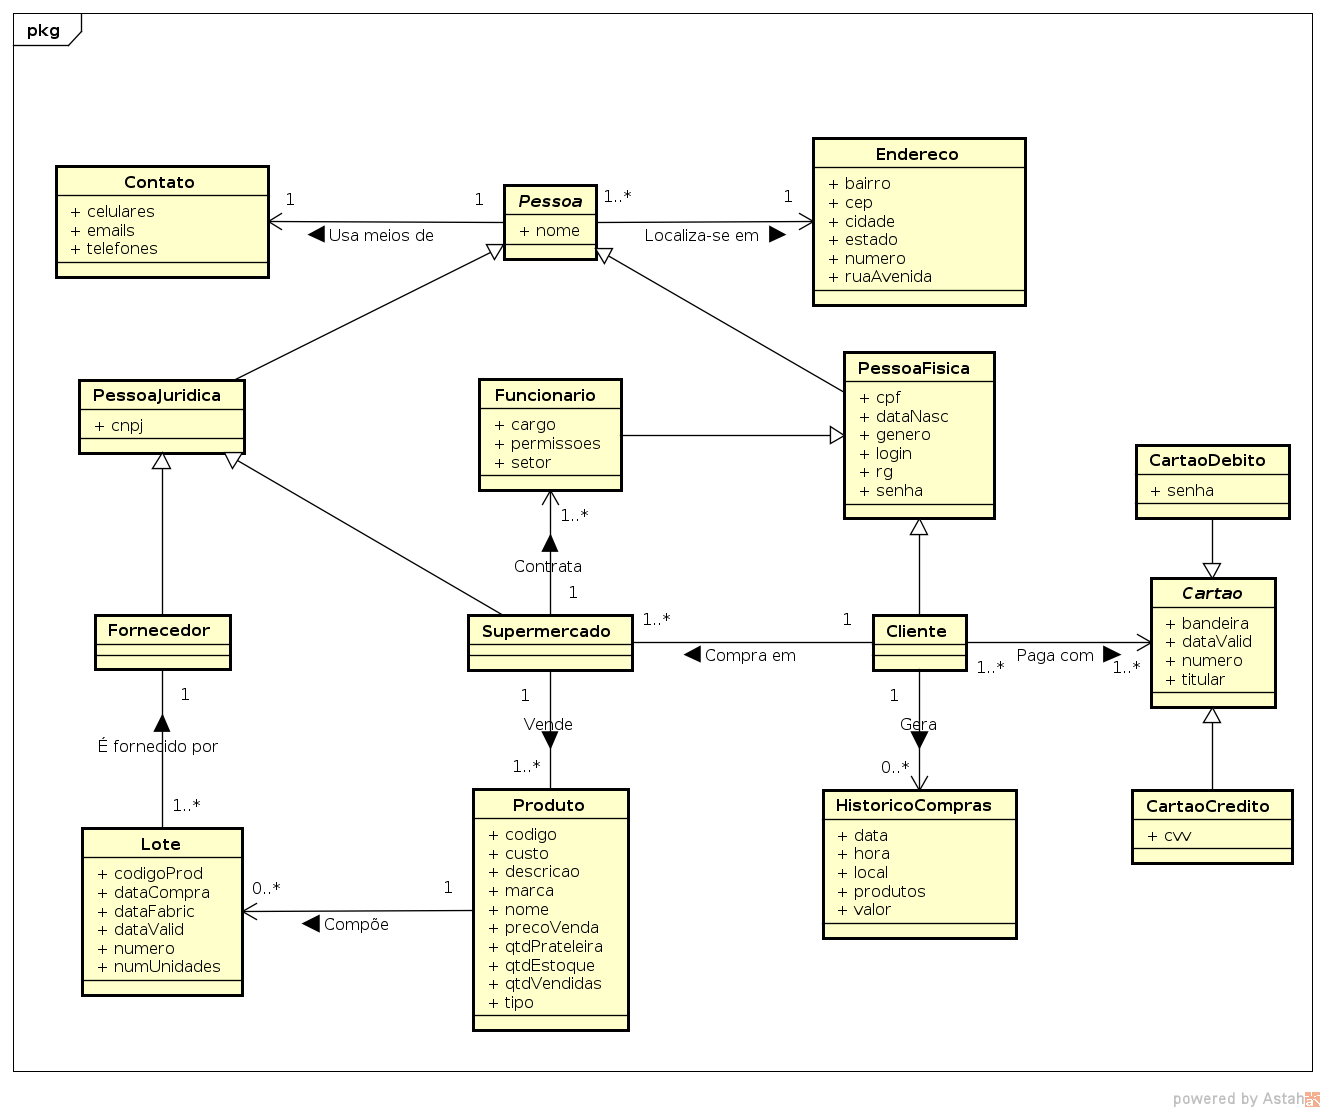 pkg
Contato
+ celulares
+ emails
+ telefones
1
Usa meios de
1
Pessoa
+ nome
1..*
Localiza-se em
1
Endereco
+ bairro
+ cep
+ cidade
+ estado
+ numero
+ ruaAvenida
PessoaJuridica
+ cnpj
Funcionario
+ cargo
+ permissoes
+ setor
PessoaFisica
+ cpf
+ dataNasc
+ genero
+ login
+ rg
+ senha
CartaoDebito
+ senha
1..*
Contrata
1
Fornecedor
Supermercado
1..*
Compra em
1
Cliente
1..*
Paga com
1..*
Cartao
+ bandeira
+ dataValid
+ numero
+ titular
1
É fornecido por
1..*
1
Vende
1..*
1
Gera
0..*
Lote
+ codigoProd
+ dataCompra
+ dataFabric
+ dataValid
+ numero
+ numUnidades
0..*
Compõe
1
Produto
+ codigo
+ custo
+ descricao
+ marca
+ nome
+ precoVenda
+ qtdPrateleira
+ qtdEstoque
+ qtdVendidas
+ tipo
HistoricoCompras
+ data
+ hora
+ local
+ produtos
+ valor
CartaoCredito
+ cvv
powered by Astah